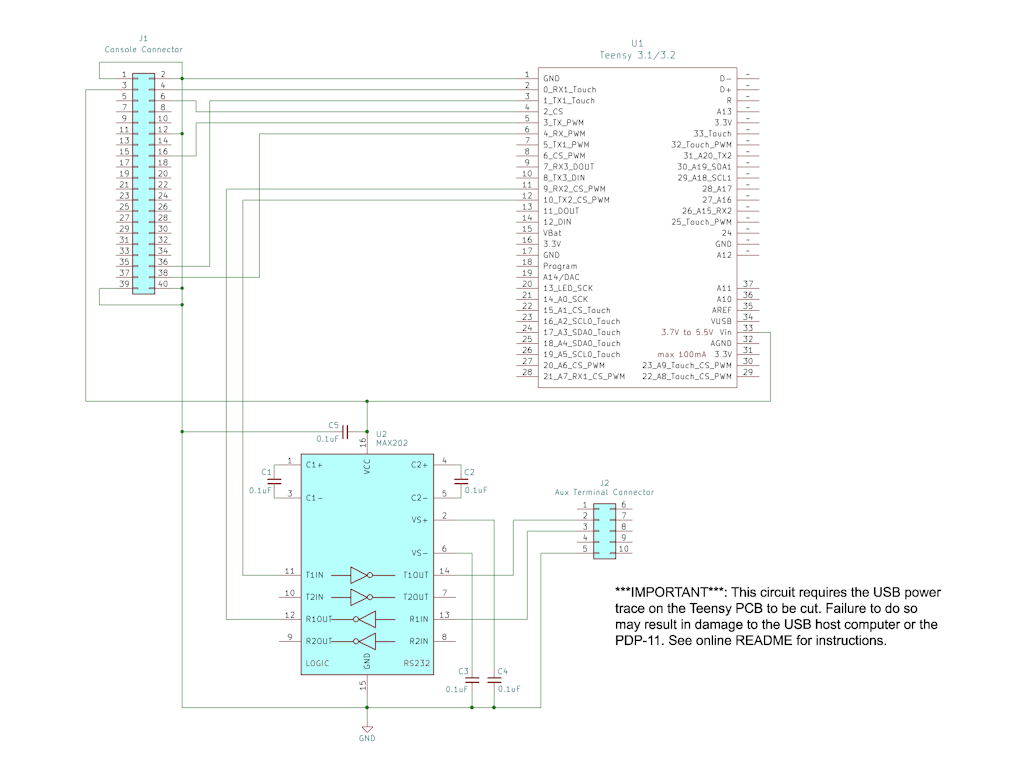 J1
Console Connector
1 2
3 4
5 6
7 8
9 10
11 12
13 14
15 16
17 18
19 20
21 22
23 24
25 26
27 28
29 30
31 32
33 34
35 36
37 38
39 40
U1
Teensy 3.1/3.2
1 GND D- -
2 0_RX1_Touch D+ -
3 1_TX1_Touch R -
4 2_CS A13 -
5 3_TX_PWM 3.3V -
6 4_RX_PWM 33_Touch -
7 5_TX1_PWM 32_Touch_PWM -
8 6_CS_PWM 31_A20_TX2 -
9 7_RX3_DOUT 30_A19_SDA1 -
10 8_TX3_DIN 29_A18_SCL1 -
11 9_RX2_CS_PWM 28_A17 -
12 10_TX2_CS_PWM 27_A16 -
13 11_DOUT 26_A15_RX2 -
14 12_DIN 25_Touch_PWM -
15 VBat 24 -
16 3.3V GND -
17 GND A12 -
18 Program
19 A14/DAC
20 13_LED_SCK A11 37
21 14_A0_SCK A10 36
22 15_A1_CS_Touch AREF 35
23 16_A2_SCL0_Touch VUSB 34
24 17_A3_SDA0_Touch 3.7V to 5.5V Vin 33
25 18_A4_SDA0_Touch AGND 32
26 19_A5_SCL0_Touch max 100mA 3.3V 31
27 20_A6_CS_PWM 23_A9_Touch_CS_PWM 30
28 21_A7_RX1_CS_PWM 22_A8_Touch_CS_PWM 29
C5
0.1uF
U2
MAX202
16
VCC
C1
0.1uF
C2
0.1uF
1 C1+ C2+ 4
3 C1- C2- 5
VS+ 2
VS- 6
11 T1IN T1OUT 14
10 T2IN T2OUT 7
12 R1OUT R1IN 13
9 R2OUT R2IN 8
LOGIC GND RS232
15
C3
0.1uF
C4
0.1uF
GND
J2
Aux Terminal Connector
1 6
2 7
3 8
4 9
5 10
***IMPORTANT***: This circuit requires the USB power
trace on the Teensy PCB to be cut. Failure to do so
may result in damage to the USB host computer or the
PDP-11. See online README for instructions.